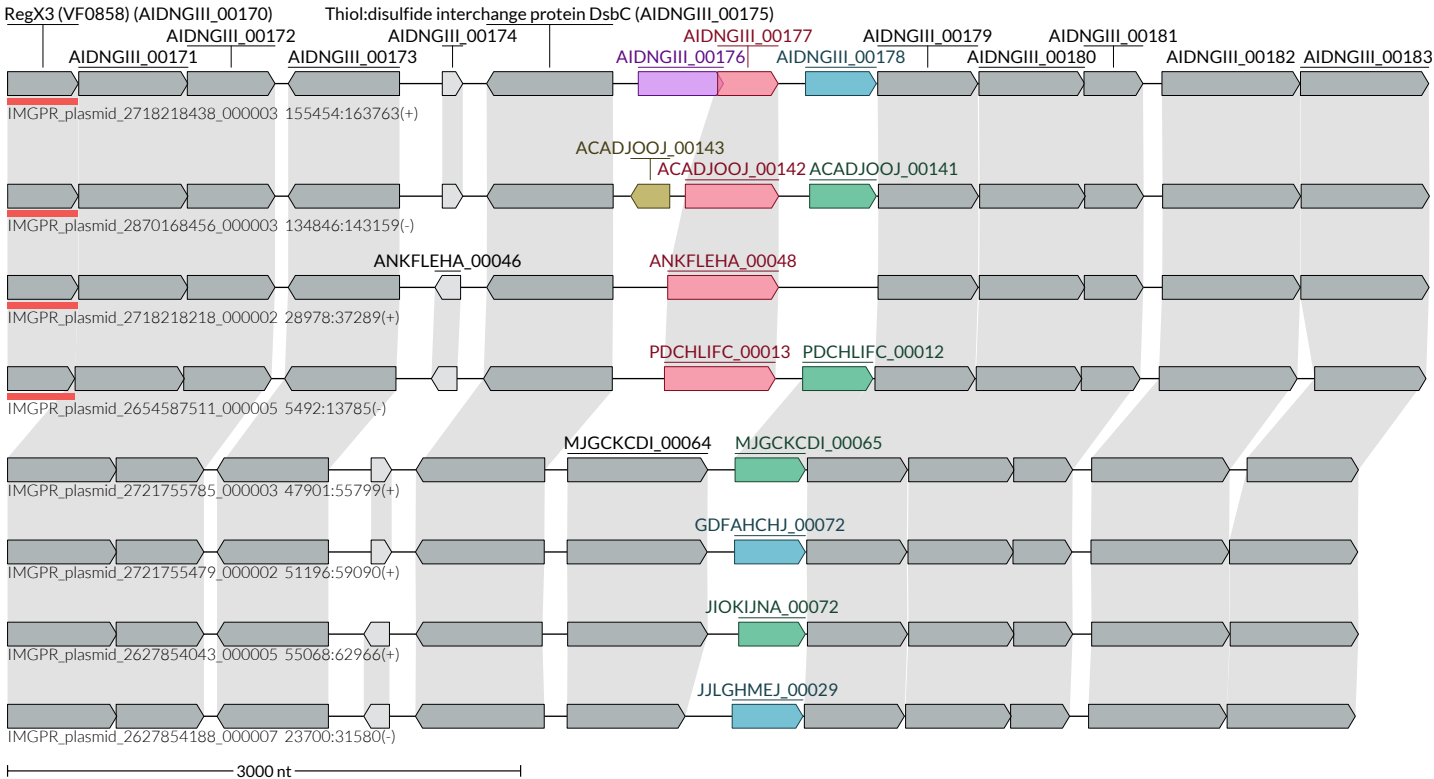 RegX3 (VF0858) (AIDNGIII_00170) Thiol:disulfide interchange protein DsbC (AIDNGIII_00175)
AIDNGIII_00172 AIDNGIII_00174 AIDNGIII_00177 AIDNGIII_00179 AIDNGIII_00181
AIDNGIII_00171 AIDNGIII_00173 AIDNGIII_00176 AIDNGIII_00178 AIDNGIII_00180 AIDNGIII_00182 AIDNGIII_00183
IMGPR_plasmid_2718218438_000003 155454:163763(+)
ACADJOOJ_00143
ACADJOOJ_00142 ACADJOOJ_00141
IMGPR_plasmid_2870168456_000003 134846:143159(-)
ANKFLEHA_00046 ANKFLEHA_00048
IMGPR_plasmid_2718218218_000002 28978:37289(+)
PDCHLIFC_00013 PDCHLIFC_00012
IMGPR_plasmid_2654587511_000005 5492:13785(-)
MJGCKCDI_00064 MJGCKCDI_00065
IMGPR_plasmid_2721755785_000003 47901:55799(+)
GDFAHCHJ_00072
IMGPR_plasmid_2721755479_000002 51196:59090(+)
JIOKIJNA_00072
IMGPR_plasmid_2627854043_000005 55068:62966(+)
JJLGHMEJ_00029
IMGPR_plasmid_2627854188_000007 23700:31580(-)
3000 nt